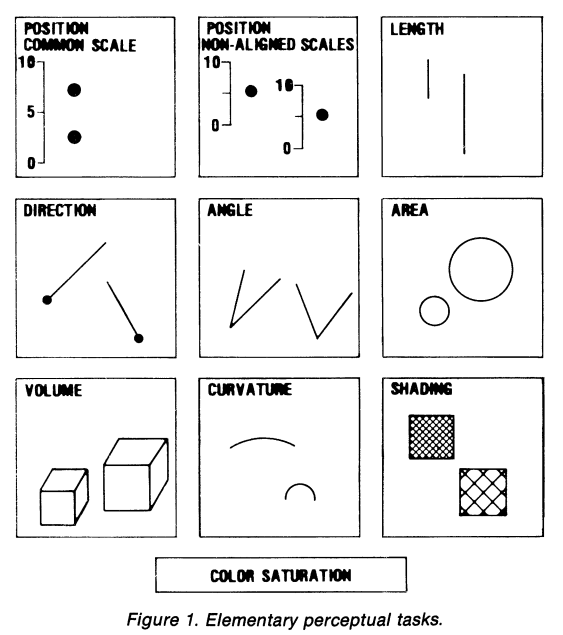 POSITION
COMMON SCALE
10
5
0
POSITION
NON-ALIGNED SCALES
10
0
10
0
LENGTH
DIRECTION
ANGLE
AREA
VOLUME
CURVATURE
SHADING
COLOR SATURATION
Figure 1. Elementary perceptual tasks.